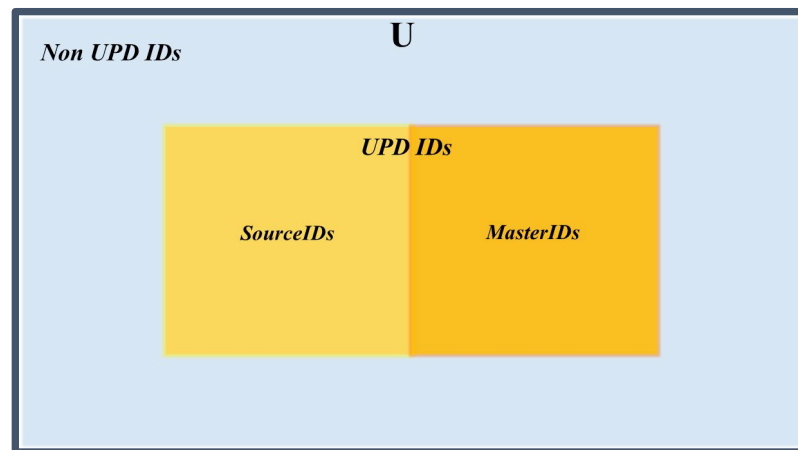 U
Non UPD IDs
UPD IDs
SourceIDs
MasterIDs